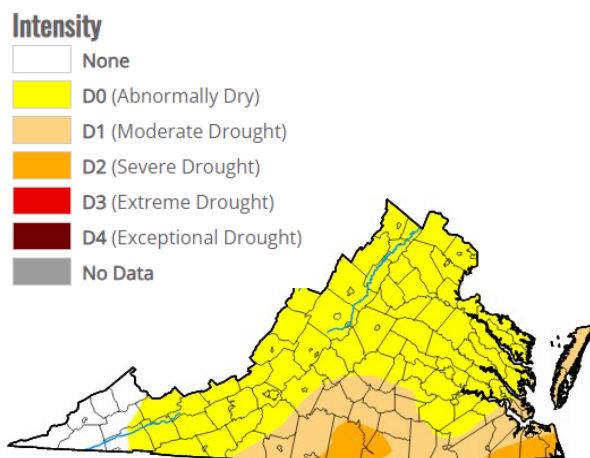 Intensity
None
D0 (Abnormally Dry)
D1 (Moderate Drought)
D2 (Severe Drought)
D3 (Extreme Drought)
D4 (Exceptional Drought)
No Data